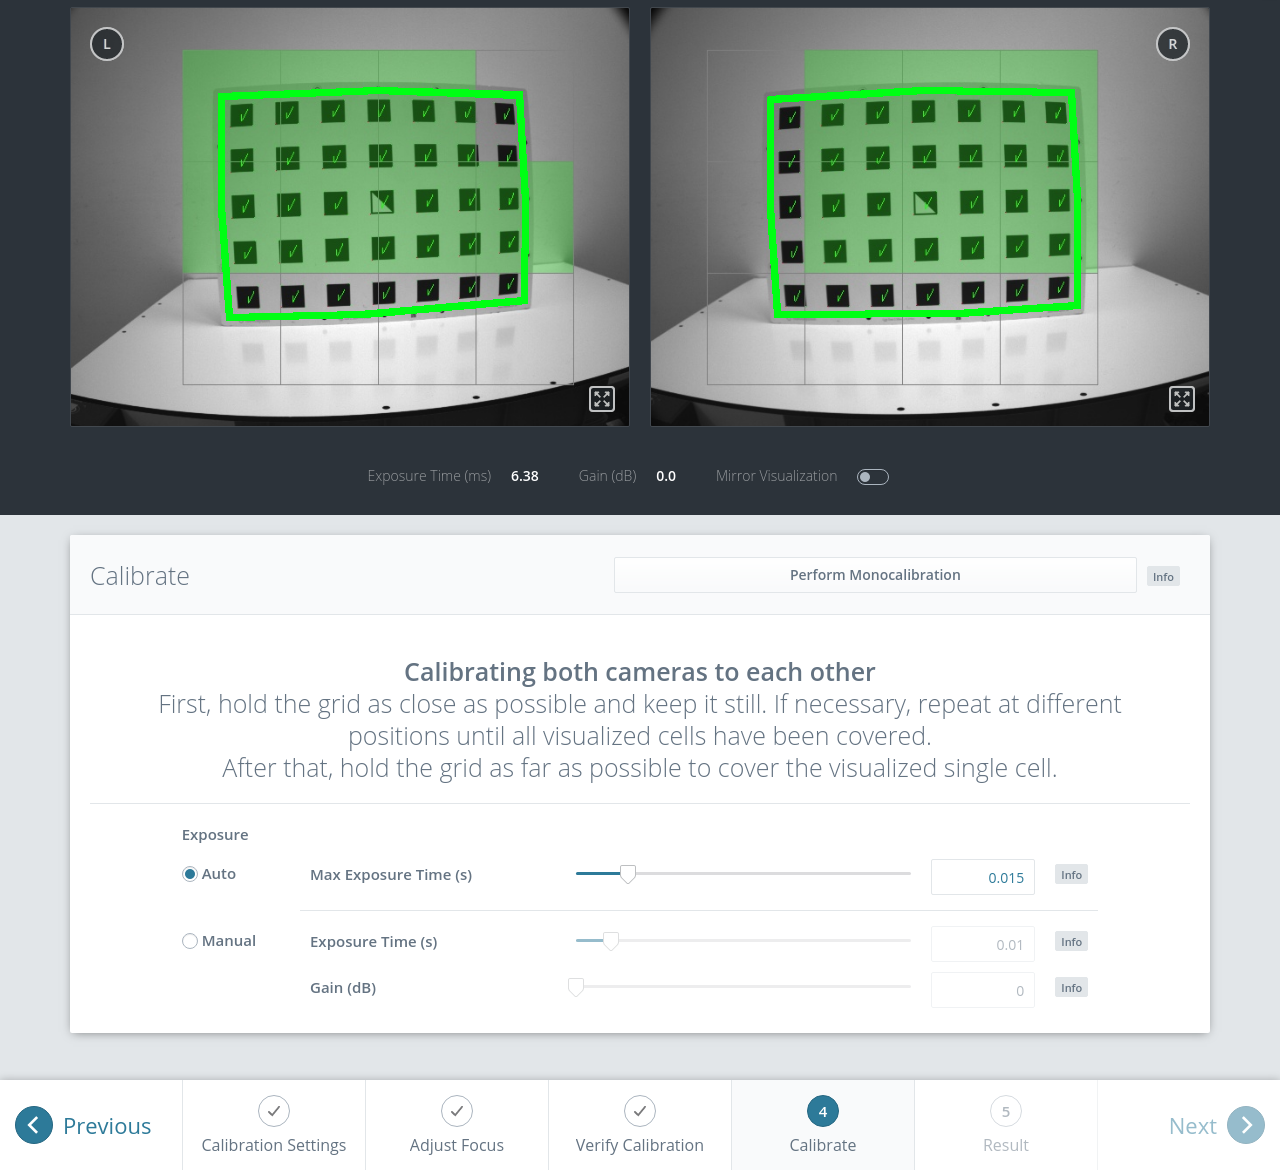 L
R
Exposure Time (ms) 6.38 Gain (dB) 0.0 Mirror Visualization
Calibrate
Perform Monocalibration
Info
Calibrating both cameras to each other
First, hold the grid as close as possible and keep it still. If necessary, repeat at different
positions until all visualized cells have been covered.
After that, hold the grid as far as possible to cover the visualized single cell.
Exposure
Auto
Max Exposure Time (s)
0.015
Info
Manual
Exposure Time (s)
0.01
Info
Gain (dB)
0
Info
Previous
Calibration Settings
Adjust Focus
Verify Calibration
4
Calibrate
5
Result
Next